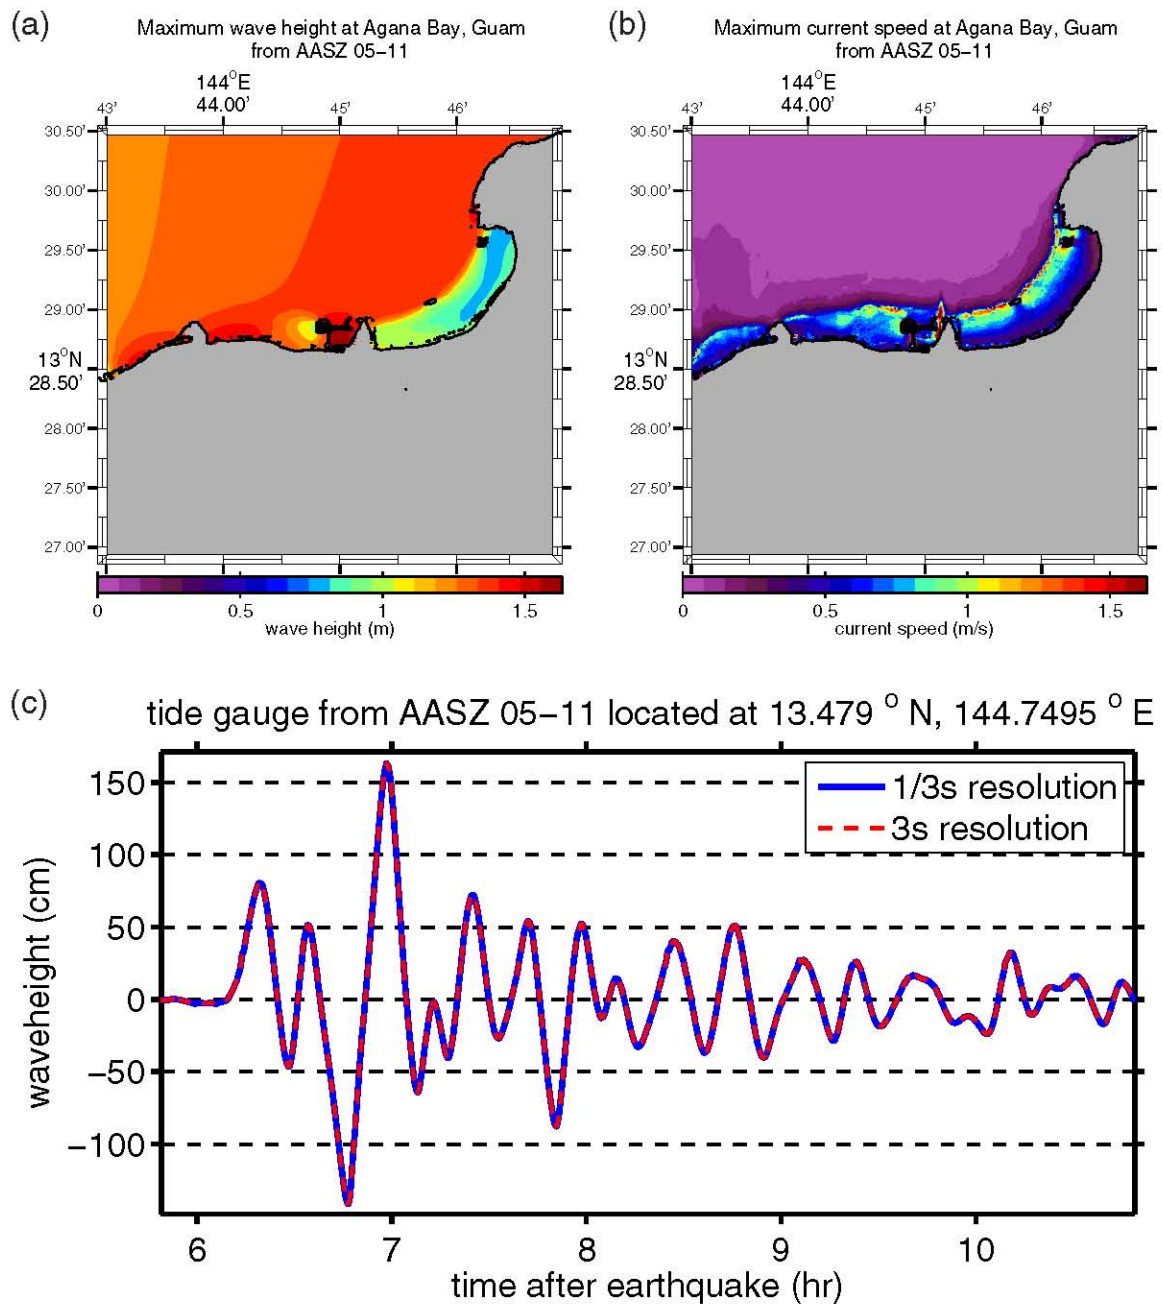 (a)
Maximum wave height at Agana Bay, Guam
from AASZ 05-11
144°E
43' 44.00' 45' 46'
30.50'
30.00'
29.50'
29.00'
13°N
28.50'
28.00'
27.50'
27.00'
0 0.5 1 1.5
wave height (m)
(b)
Maximum current speed at Agana Bay, Guam
from AASZ 05-11
144°E
43' 44.00' 45' 46'
30.50'
30.00'
29.50'
29.00'
13°N
28.50'
28.00'
27.50'
27.00'
0 0.5 1 1.5
current speed (m/s)
(c)
tide gauge from AASZ 05-11 located at 13.479 ° N, 144.7495 ° E
1/3s resolution
3s resolution
waveheight (cm)
150
100
50
0
-50
-100
6 7 8 9 10
time after earthquake (hr)